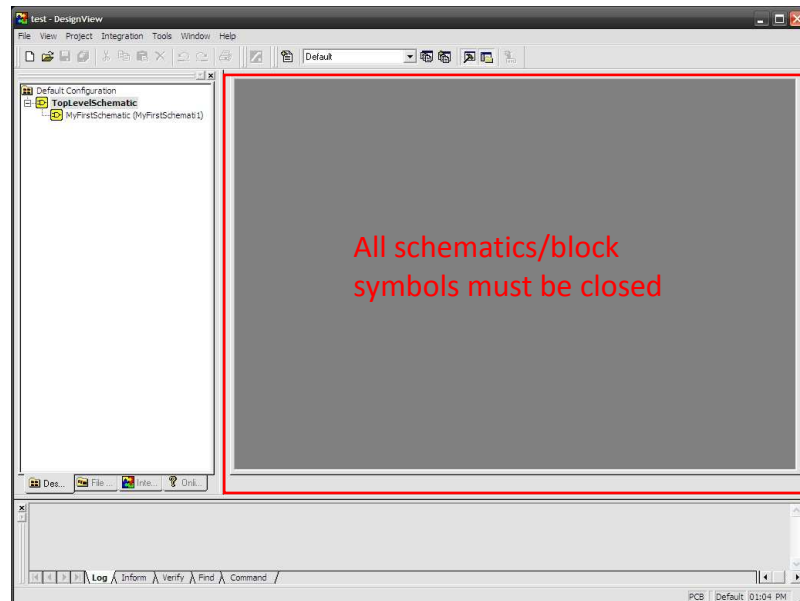 test - DesignView
File View Project Integration Tools Window Help
Default
Default Configuration
TopLevelSchematic
MyFirstSchematic (MyFirstSchemati1)
All schematics/block
symbols must be closed
Des... File ... Inte... Onli...
Log Inform Verify Find Command
PCB Default 01:04 PM